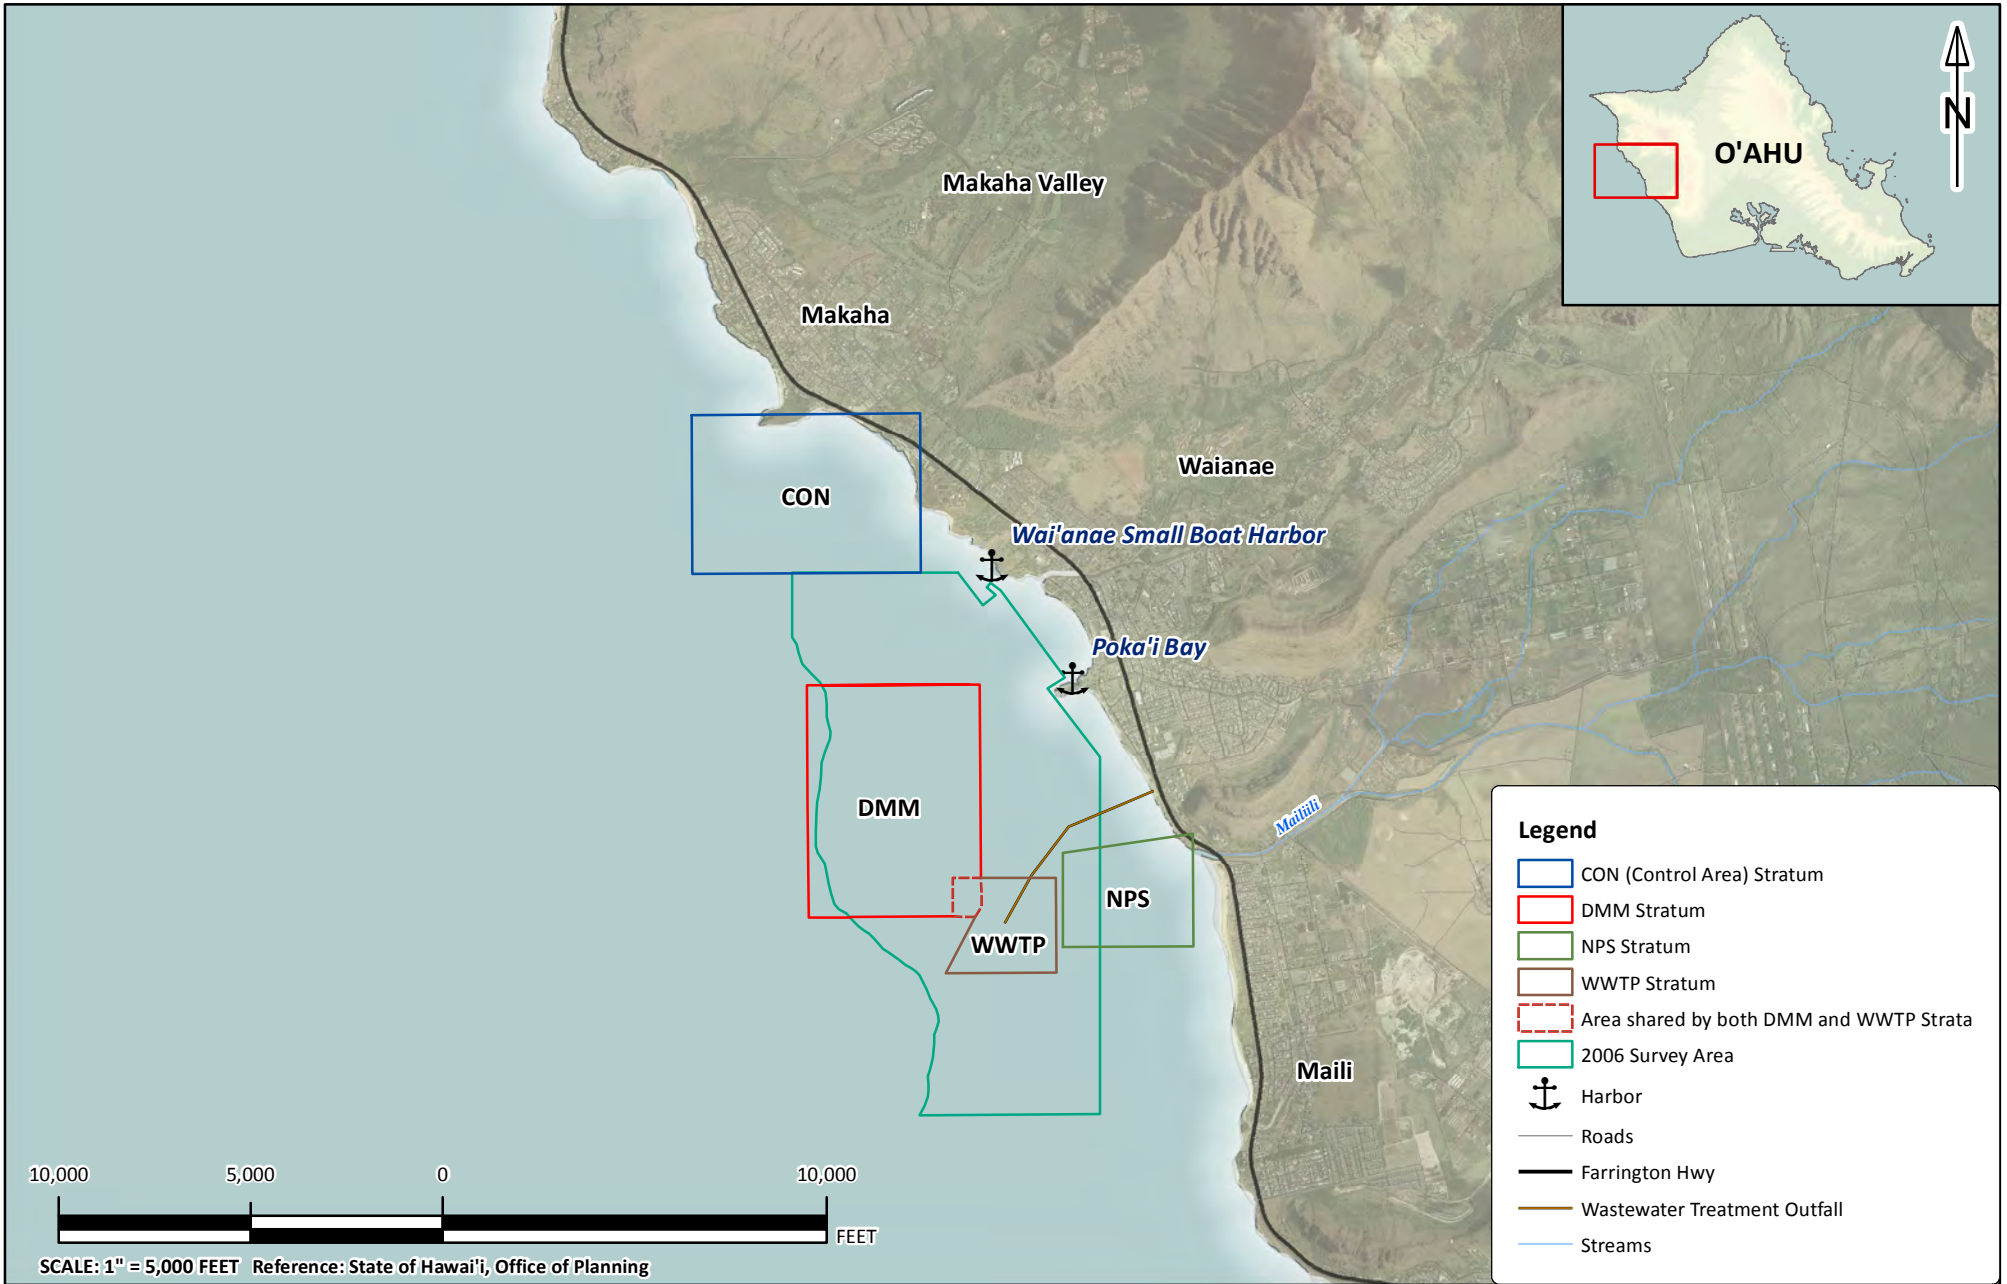 N
O'AHU
Makaha Valley
Makaha
CON
Waianae
Wai'anae Small Boat Harbor
Poka'i Bay
DMM
Mailiili
NPS
WWTP
Maili
Legend
CON (Control Area) Stratum
DMM Stratum
NPS Stratum
WWTP Stratum
Area shared by both DMM and WWTP Strata
2006 Survey Area
Harbor
Roads
Farrington Hwy
Wastewater Treatment Outfall
Streams
10,000 5,000 0 10,000
FEET
SCALE: 1" = 5,000 FEET Reference: State of Hawai'i, Office of Planning